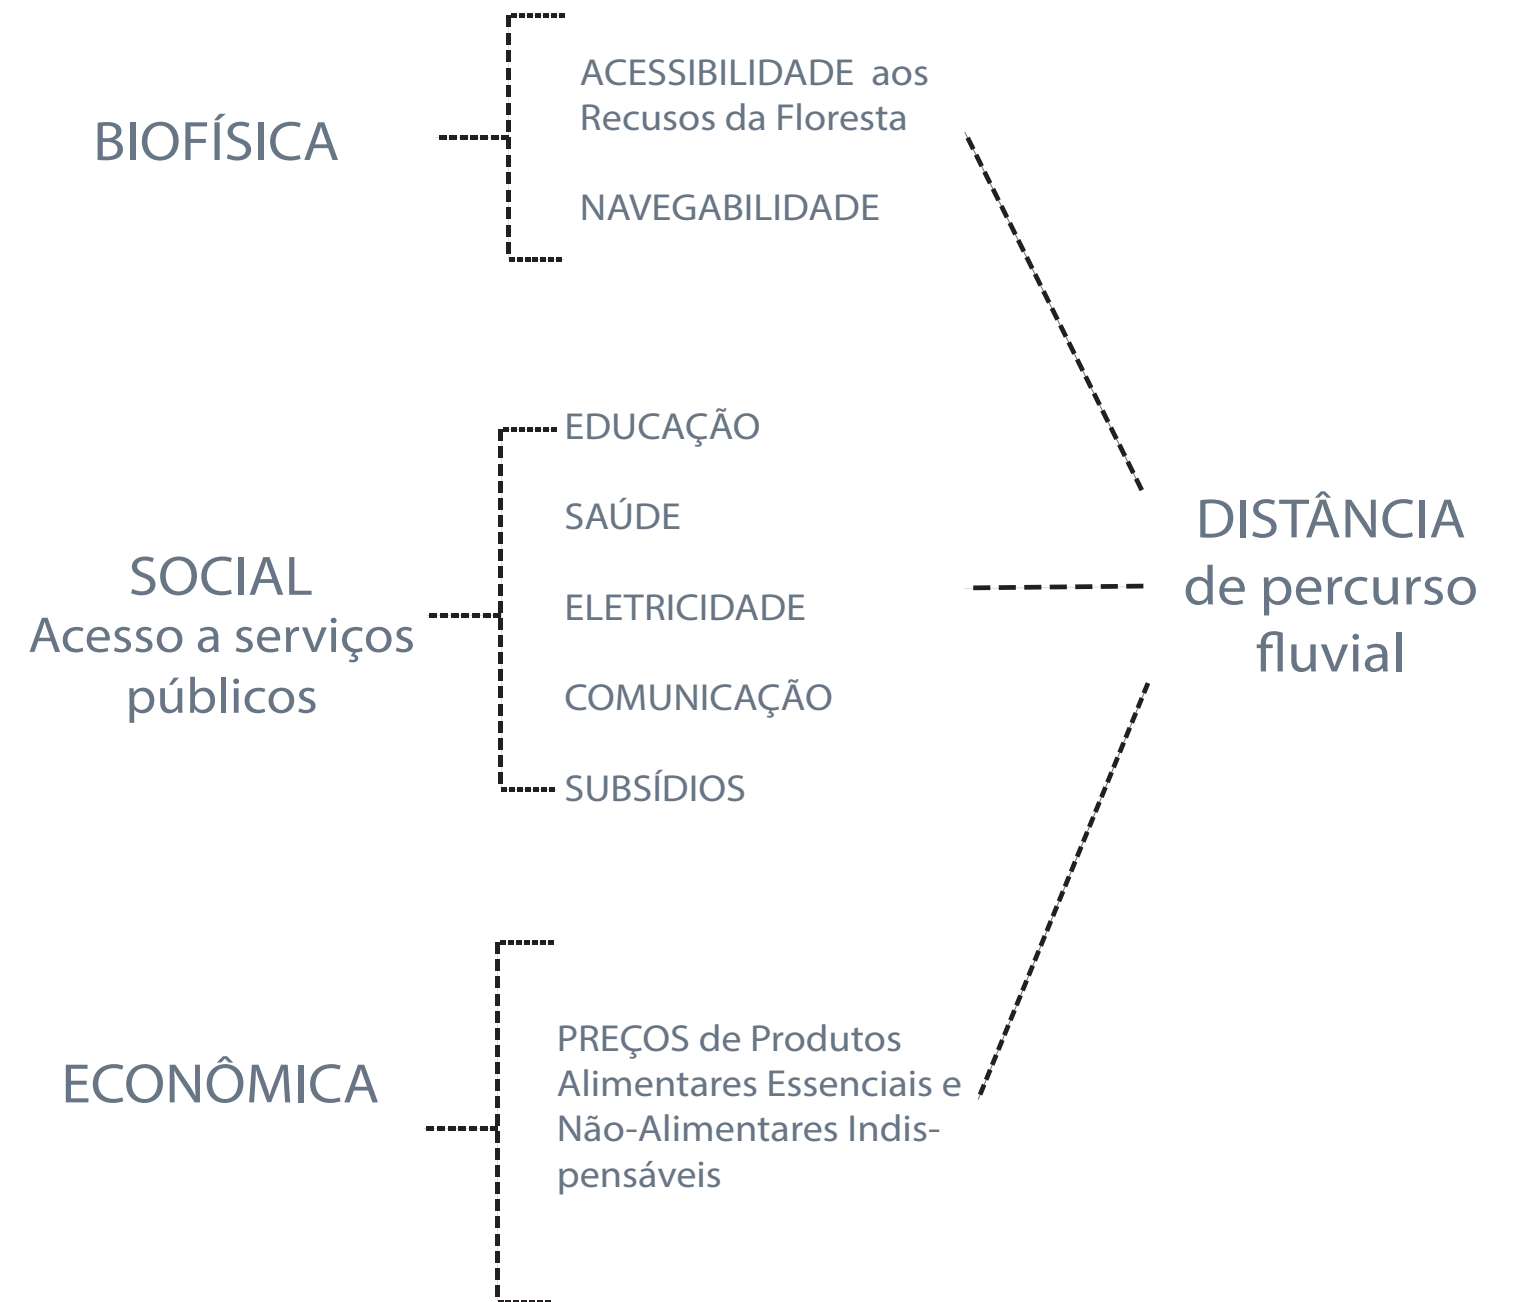 BIOFÍSICA
ACESSIBILIDADE aos
Recusos da Floresta
NAVEGABILIDADE
SOCIAL
Acesso a serviços
públicos
EDUCAÇÃO
SAÚDE
ELETRICIDADE
COMUNICAÇÃO
SUBSÍDIOS
ECONÔMICA
PREÇOS de Produtos
Alimentares Essenciais e
Não-Alimentares Indis-
pensáveis
DISTÂNCIA
de percurso
fluvial